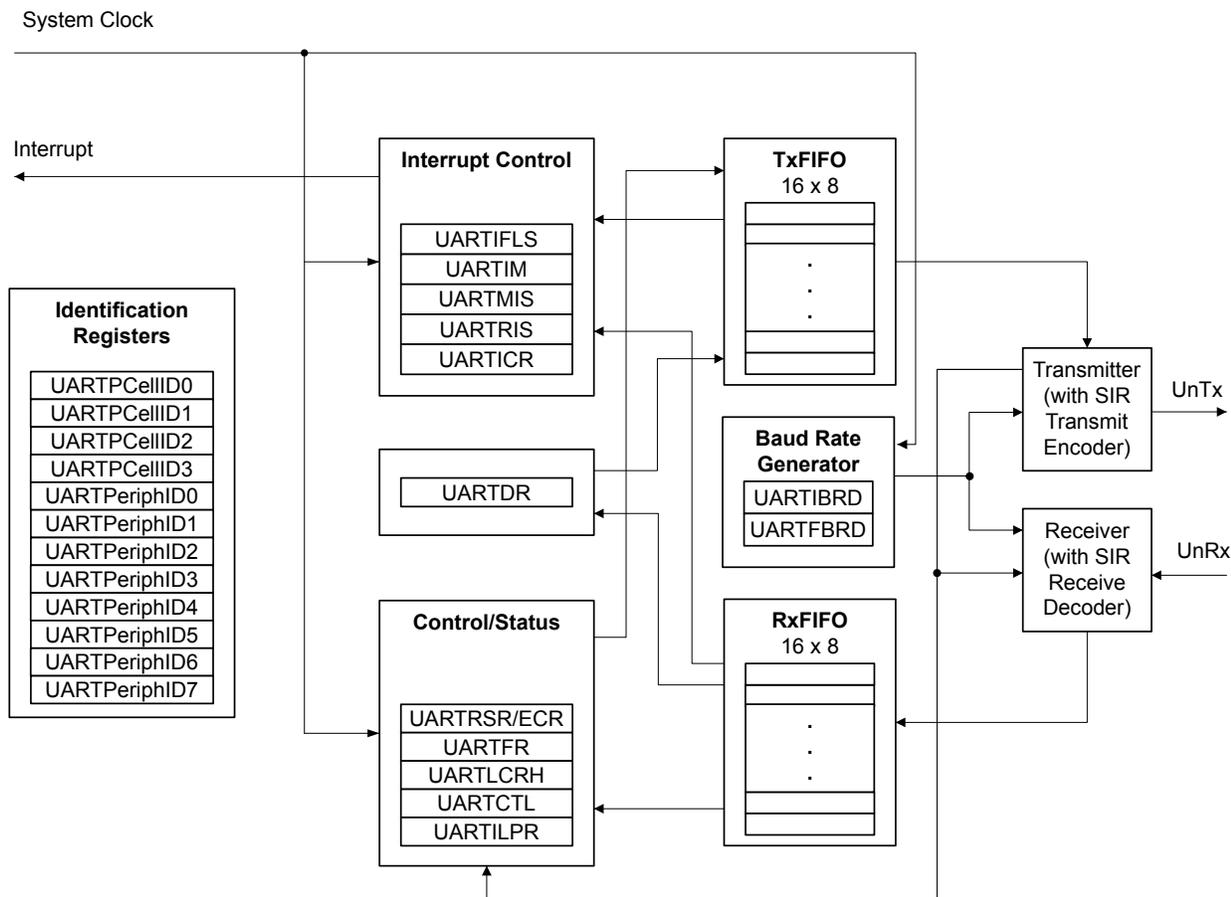 System Clock
Interrupt
Identification
Registers
UARTPCellID0
UARTPCellID1
UARTPCellID2
UARTPCellID3
UARTPeriphID0
UARTPeriphID1
UARTPeriphID2
UARTPeriphID3
UARTPeriphID4
UARTPeriphID5
UARTPeriphID6
UARTPeriphID7
Interrupt Control
UARTIFLS
UARTIM
UARTMIS
UARTRIS
UARTICR
UARTDR
Control/Status
UARTRSR/ECR
UARTFR
UARTLCRH
UARTCTL
UARTILPR
TxFIFO
16 x 8
.
.
.
Baud Rate
Generator
UARTIBRD
UARTFBRD
RxFIFO
16 x 8
.
.
.
Transmitter
(with SIR
Transmit
Encoder)
UnTx
Receiver
(with SIR
Receive
Decoder)
UnRx